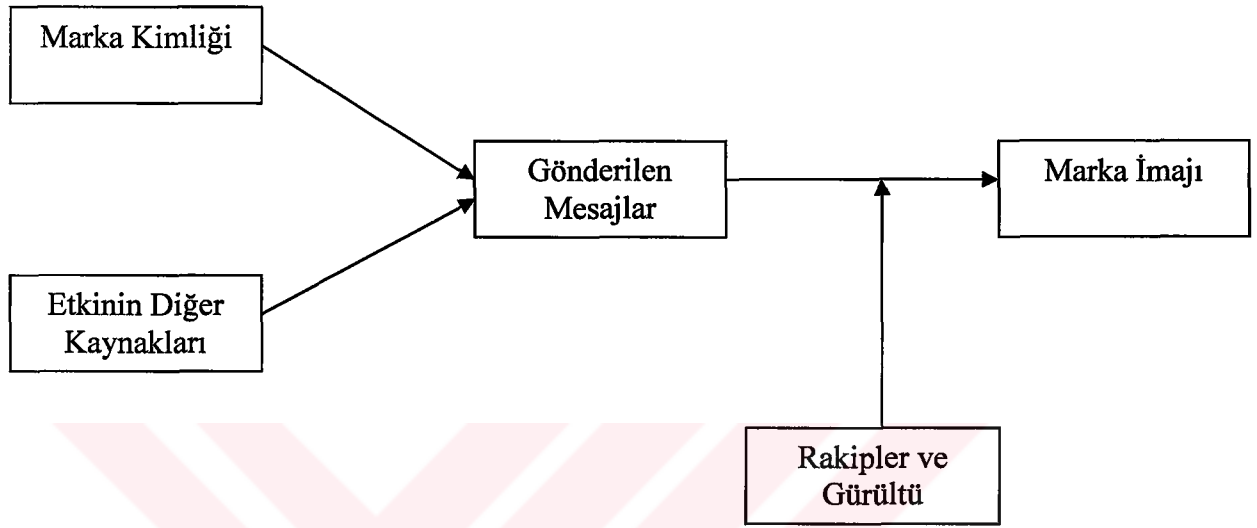 Marka Kimliği
Gönderilen
Mesajlar
Marka İmajı
Etkinin Diğer
Kaynakları
Rakipler ve
Gürültü